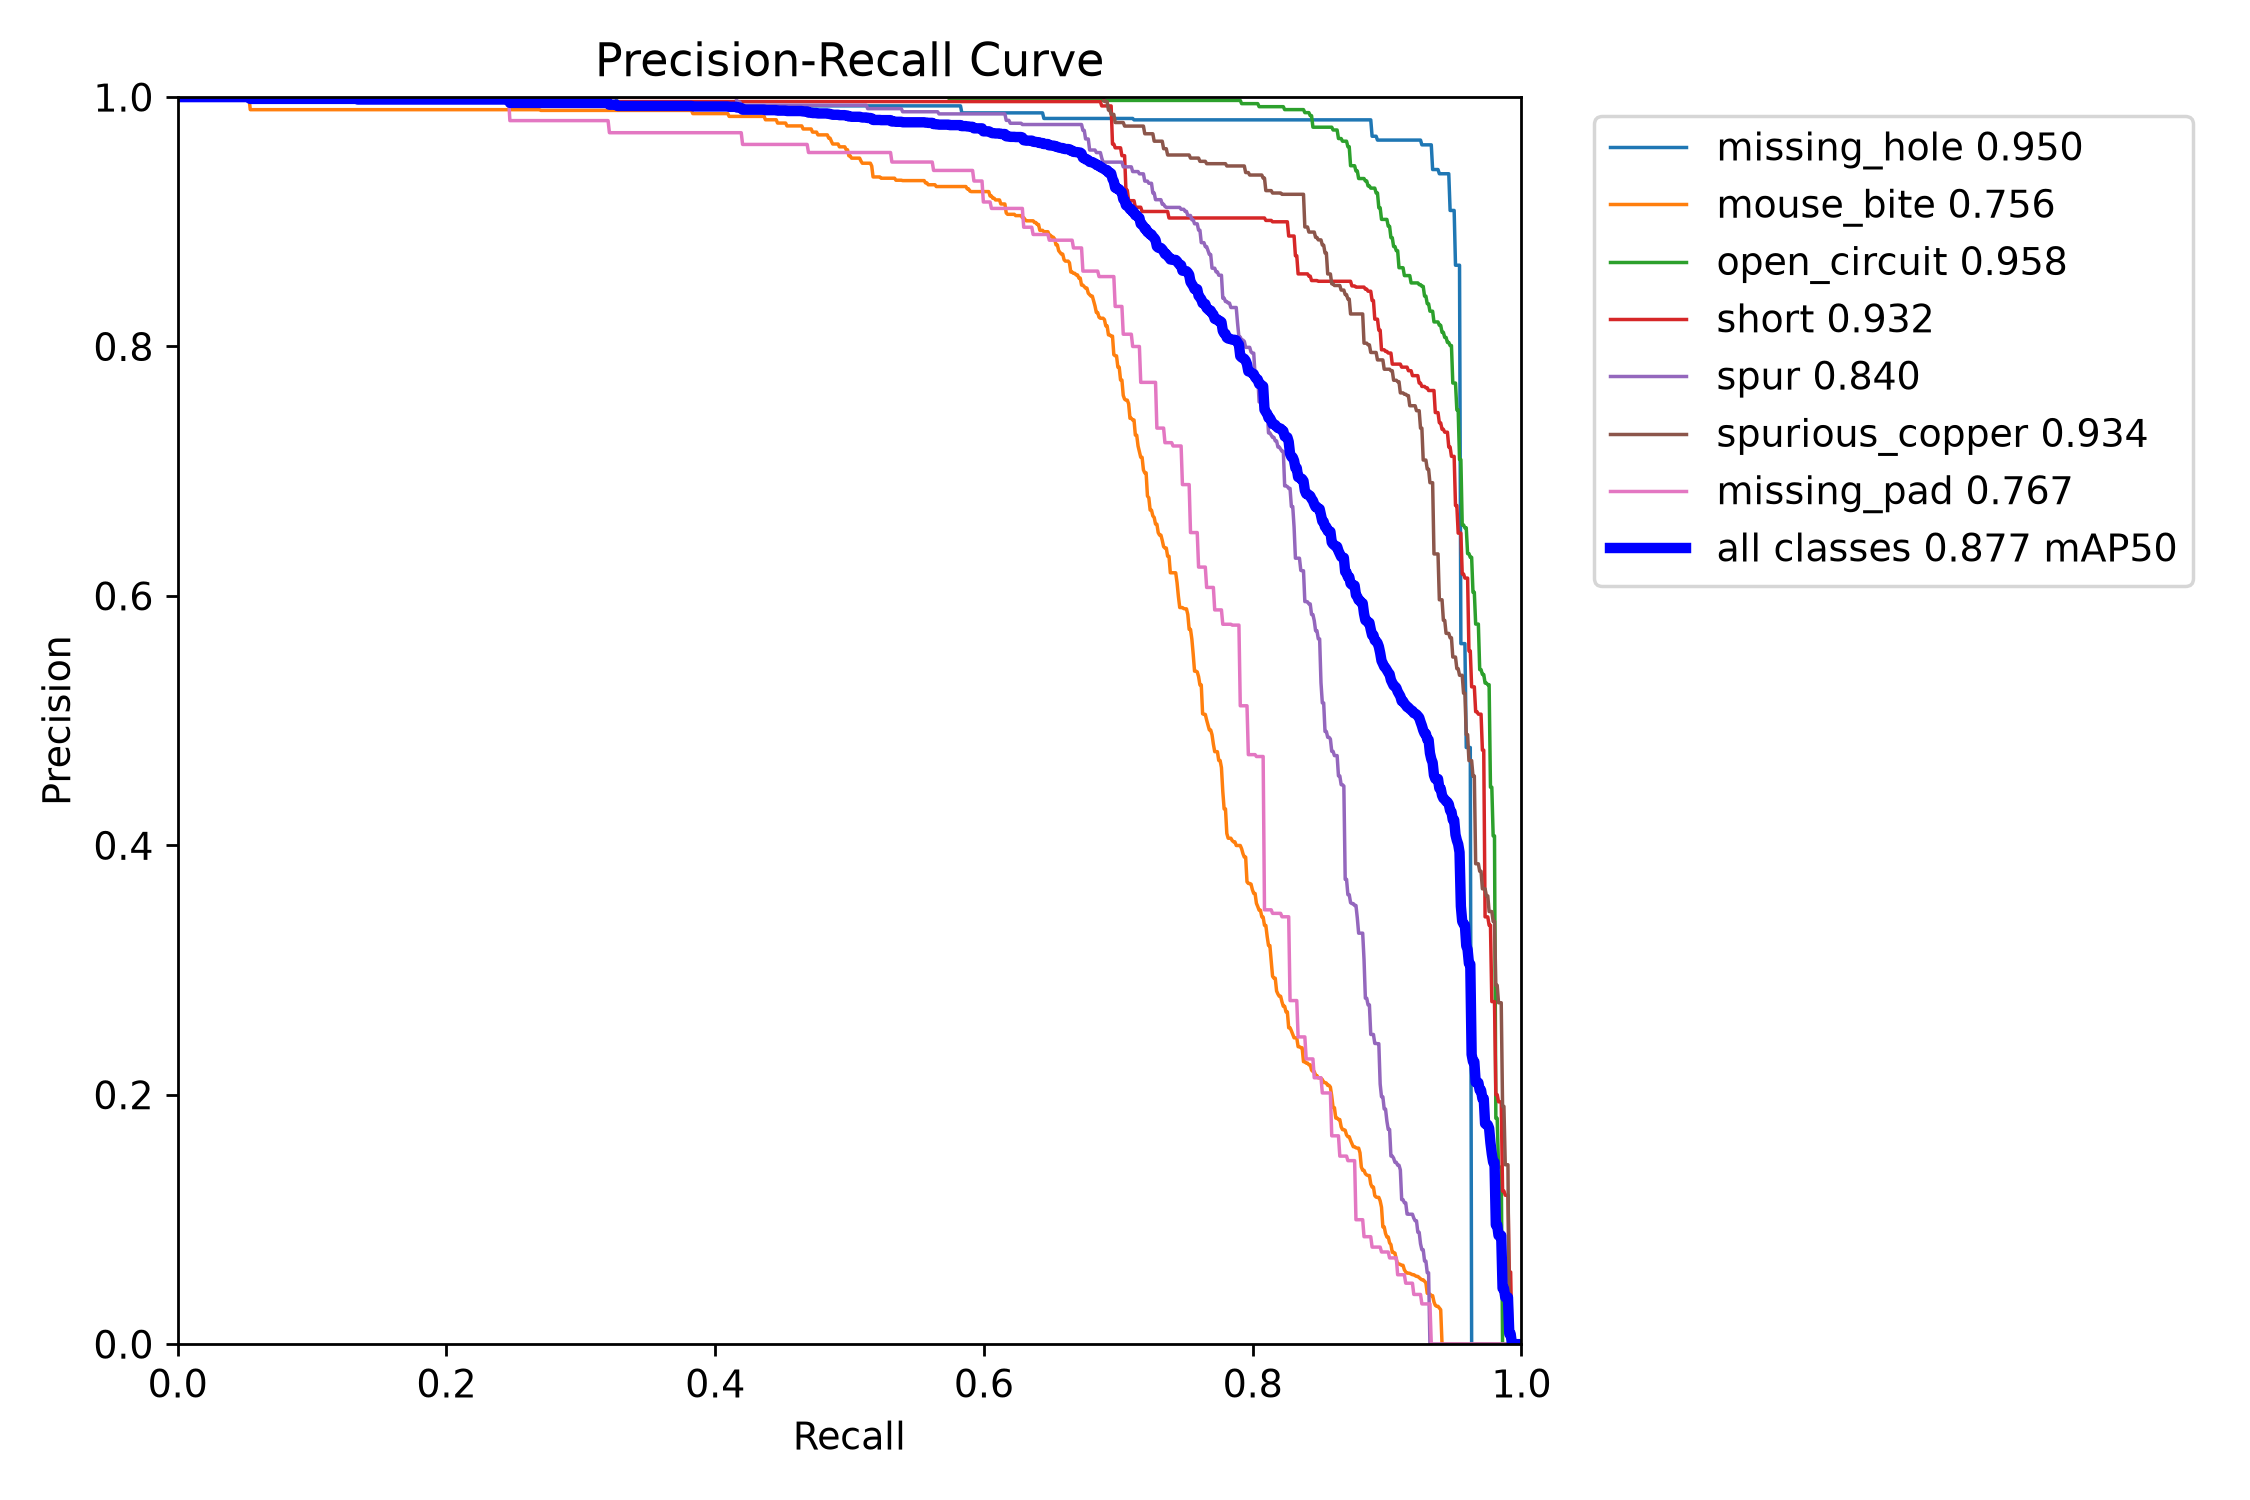 Precision-Recall Curve
1.0
0.8
0.6
0.4
0.2
0.0
Precision
0.0 0.2 0.4 0.6 0.8 1.0
Recall
missing_hole 0.950
mouse_bite 0.756
open_circuit 0.958
short 0.932
spur 0.840
spurious_copper 0.934
missing_pad 0.767
all classes 0.877 mAP50